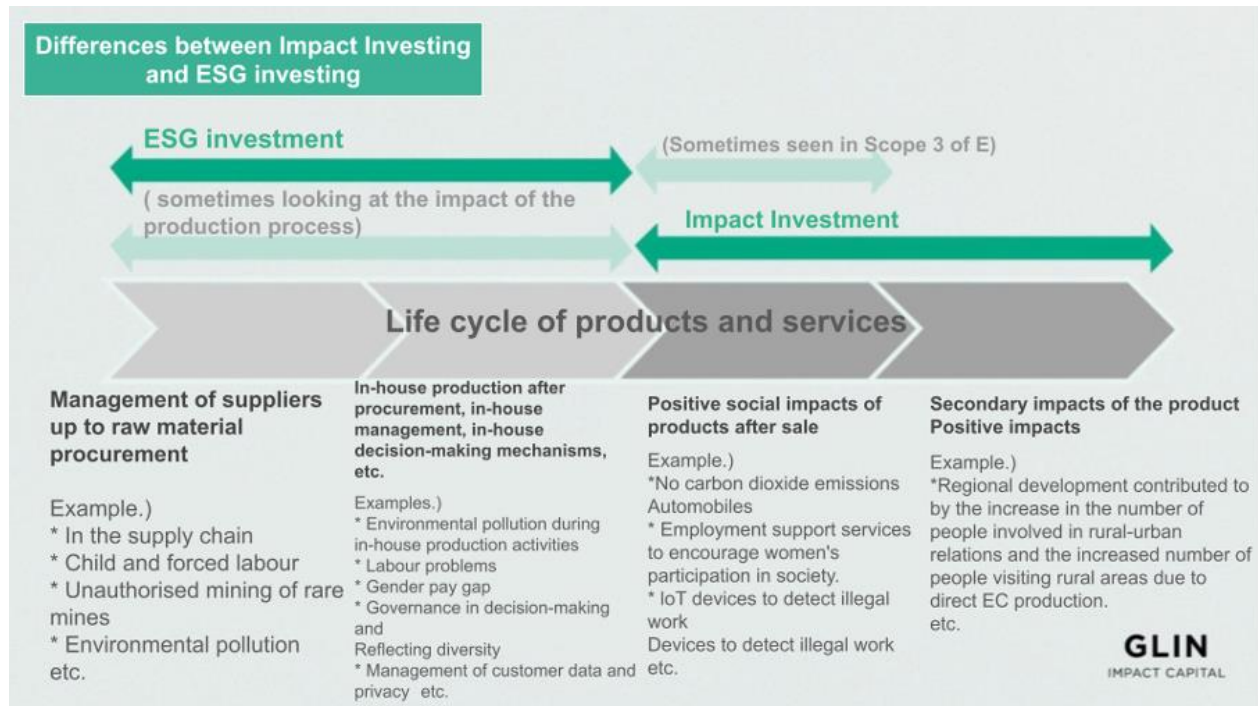 Differences between Impact Investing
and ESG investing
ESG investment
(Sometimes seen in Scope 3 of E)
( sometimes looking at the impact of the
production process)
Impact Investment
Life cycle of products and services
Management of suppliers
up to raw material
procurement
Example.)
* In the supply chain
* Child and forced labour
* Unauthorised mining of rare
mines
* Environmental pollution
etc.
In-house production after
procurement, in-house
management, in-house
decision-making mechanisms,
etc.
Examples.)
* Environmental pollution during
in-house production activities
* Labour problems
* Gender pay gap
* Governance in decision-making
and
Reflecting diversity
* Management of customer data and
privacy etc.
Positive social impacts of
products after sale
Example.)
*No carbon dioxide emissions
Automobiles
* Employment support services
to encourage women's
participation in society.
* IoT devices to detect illegal
work
Devices to detect illegal work
etc.
Secondary impacts of the product
Positive impacts
Example.)
*Regional development contributed to
by the increase in the number of
people involved in rural-urban
relations and the increased number of
people visiting rural areas due to
direct EC production.
etc.
GLIN
IMPACT CAPITAL